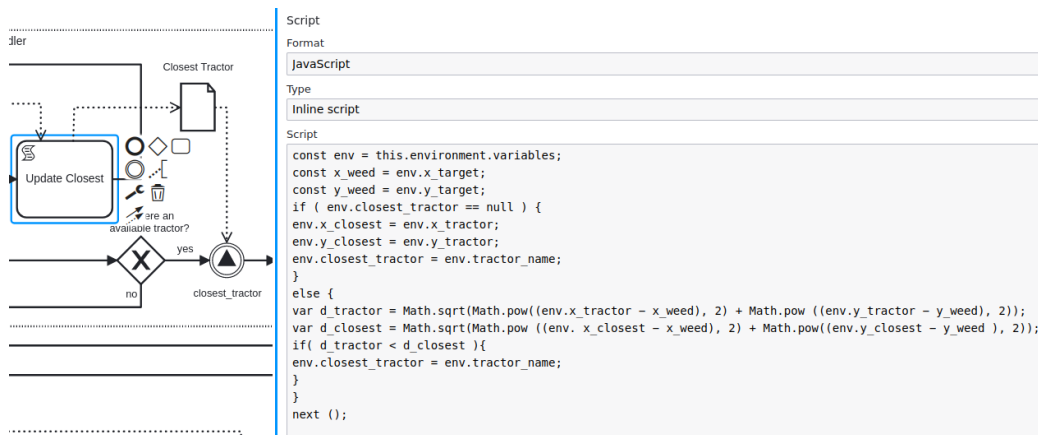 dler
Closest Tractor
Update Closest
ere an
available tractor?
yes
no
closest_tractor
Script
Format
JavaScript
Type
Inline script
Script
const env = this.environment.variables;
const x_weed = env.x_target;
const y_weed = env.y_target;
if ( env.closest_tractor == null ) {
env.x_closest = env.x_tractor;
env.y_closest = env.y_tractor;
env.closest_tractor = env.tractor_name;
}
else {
var d_tractor = Math.sqrt(Math.pow((env.x_tractor − x_weed), 2) + Math.pow ((env.y_tractor − y_weed), 2));
var d_closest = Math.sqrt(Math.pow ((env. x_closest − x_weed), 2) + Math.pow((env.y_closest − y_weed ), 2));
if( d_tractor < d_closest ){
env.closest_tractor = env.tractor_name;
}
}
next ();